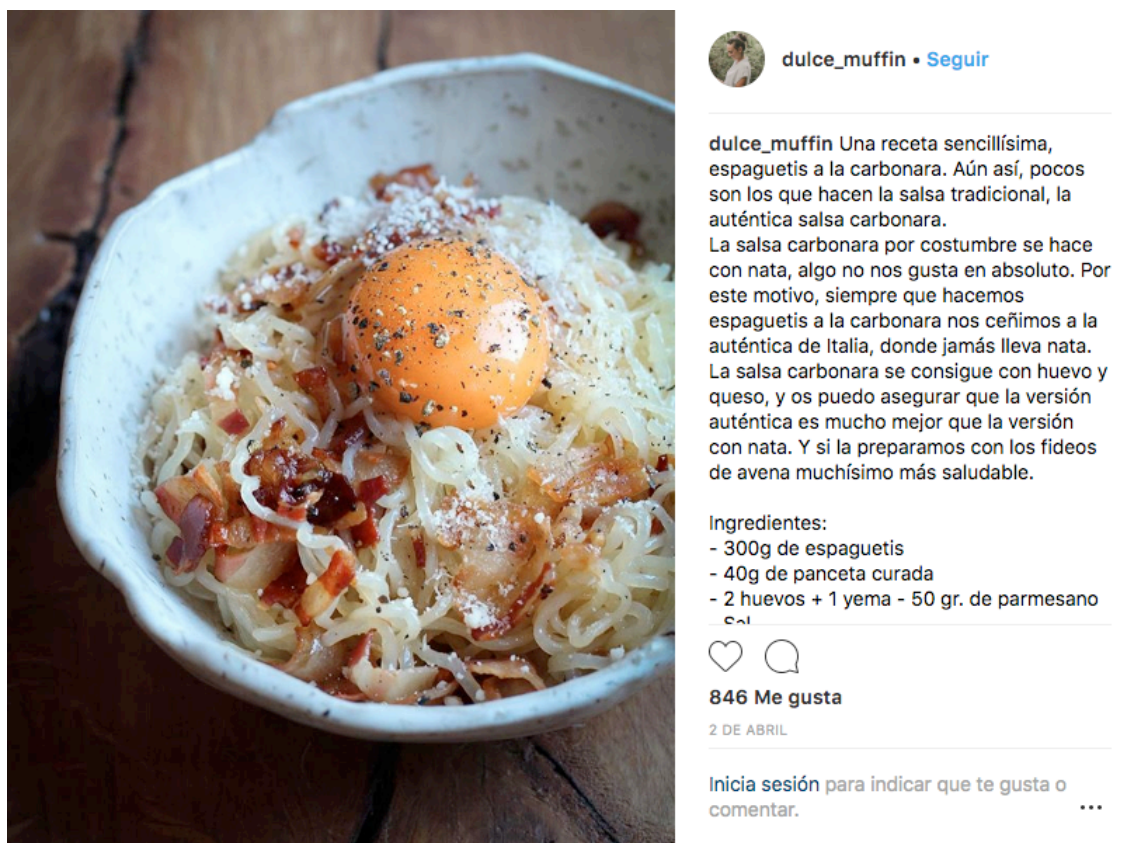 dulce_muffin • Seguir
dulce_muffin Una receta sencillísima,
espaguetis a la carbonara. Aún así, pocos
son los que hacen la salsa tradicional, la
auténtica salsa carbonara.
La salsa carbonara por costumbre se hace
con nata, algo no nos gusta en absoluto. Por
este motivo, siempre que hacemos
espaguetis a la carbonara nos ceñimos a la
auténtica de Italia, donde jamás lleva nata.
La salsa carbonara se consigue con huevo y
queso, y os puedo asegurar que la versión
auténtica es mucho mejor que la versión
con nata. Y si la preparamos con los fideos
de avena muchísimo más saludable.
Ingredientes:
- 300g de espaguetis
- 40g de panceta curada
- 2 huevos + 1 yema - 50 gr. de parmesano
- Sal
846 Me gusta
2 DE ABRIL
Inicia sesión para indicar que te gusta o
comentar.